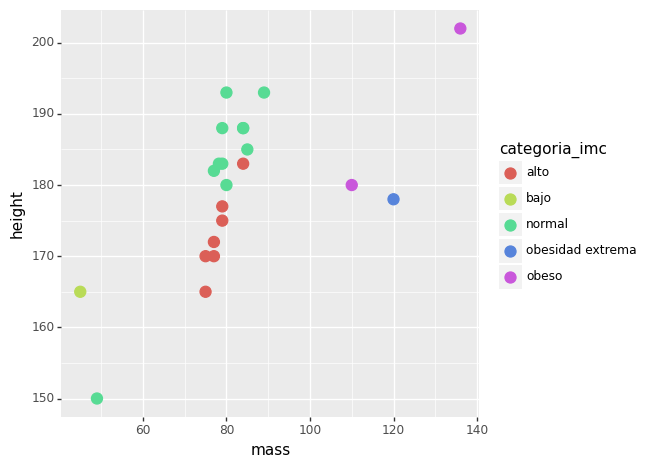 200
190
180
170
160
150
height
60
80
100
120
140
mass
categoria_imc
alto
bajo
normal
obesidad extrema
obeso